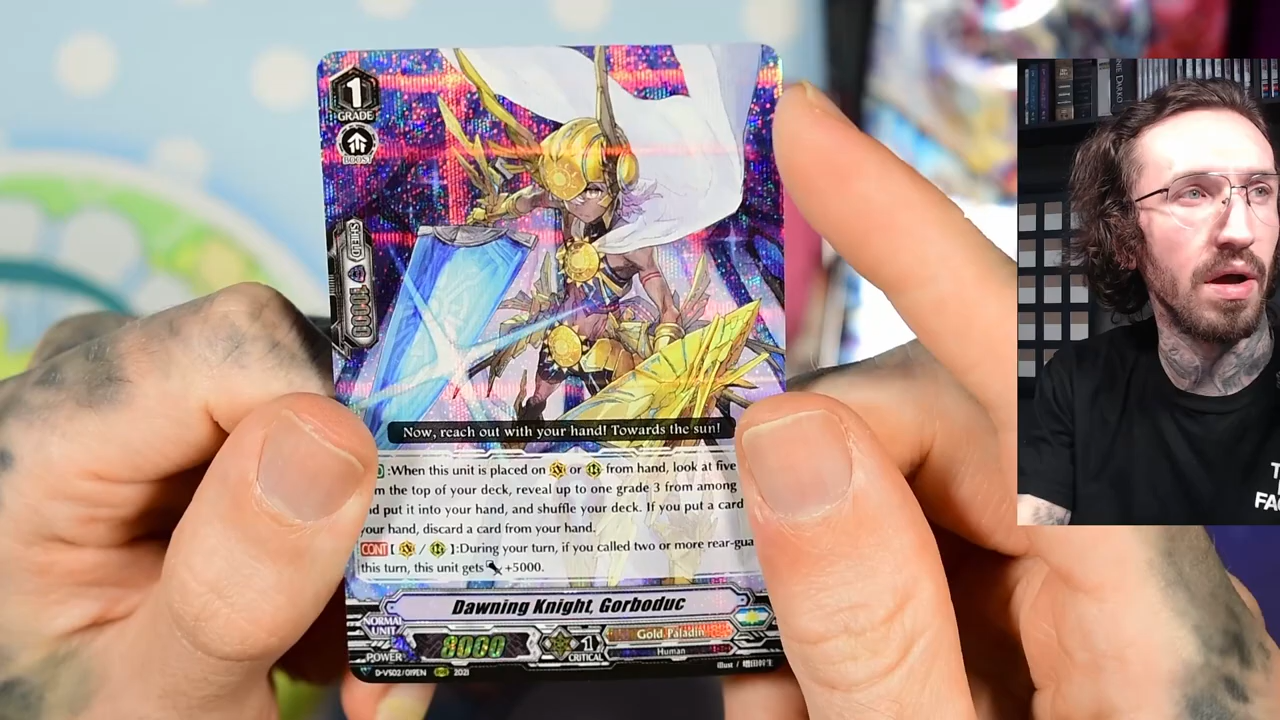 1
GRADE
BOOST
SHIELD
Now, reach out with your hand! Towards the sun!
:When this unit is placed on or from hand, look at five
from the top of your deck, reveal up to one grade 3 from among
and put it into your hand, and shuffle your deck. If you put a card
your hand, discard a card from your hand.
CONT [ / ]:During your turn, if you called two or more rear-gua
this turn, this unit gets +5000.
Dawning Knight, Gorboduc
NORMAL
UNIT
POWER
8000
1
CRITICAL
Gold Paladin
Human
D-VS02/019EN
2021
illust /